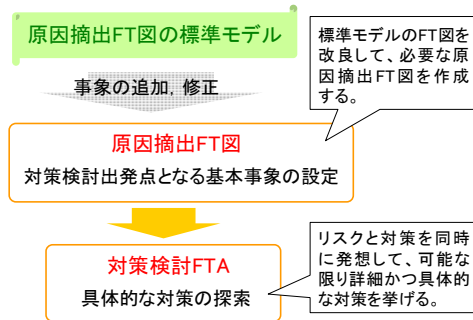 原因摘出FT図の標準モデル
標準モデルのFT図を
改良して、必要な原
因摘出FT図を作成
する。
事象の追加, 修正
原因摘出FT図
対策検討出発点となる基本事象の設定
リスクと対策を同時
に発想して、可能な
限り詳細かつ具体的
な対策を挙げる。
対策検討FTA
具体的な対策の探索